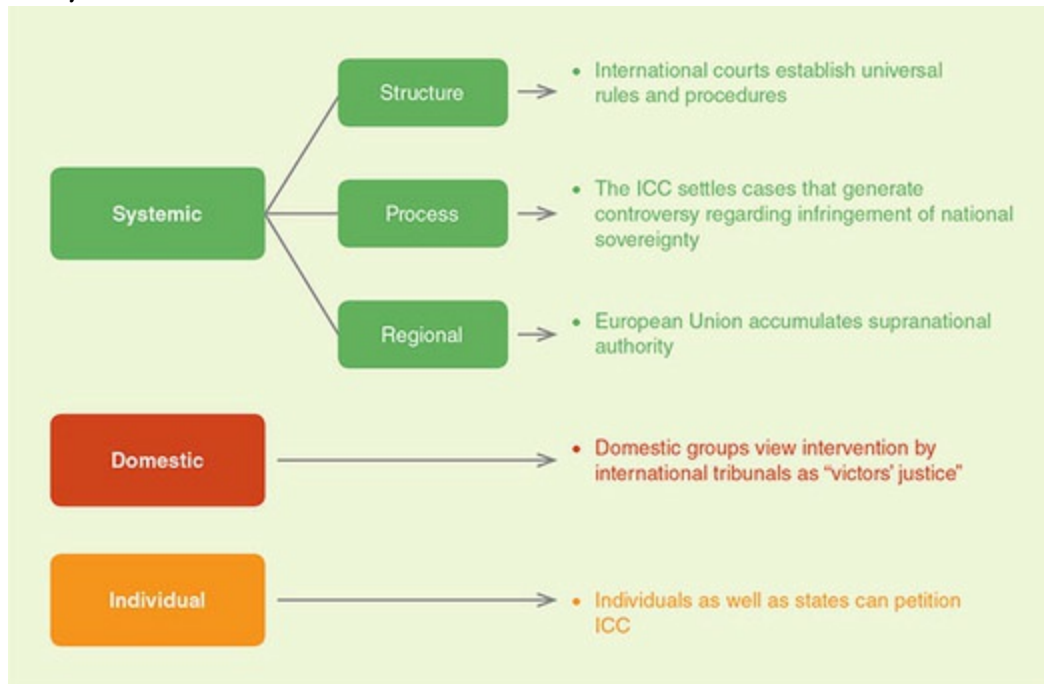 Structure
• International courts establish universal
rules and procedures
Systemic
Process
• The ICC settles cases that generate
controversy regarding infringement of national
sovereignty
Regional
• European Union accumulates supranational
authority
Domestic
• Domestic groups view intervention by
international tribunals as “victors’ justice”
Individual
• Individuals as well as states can petition
ICC